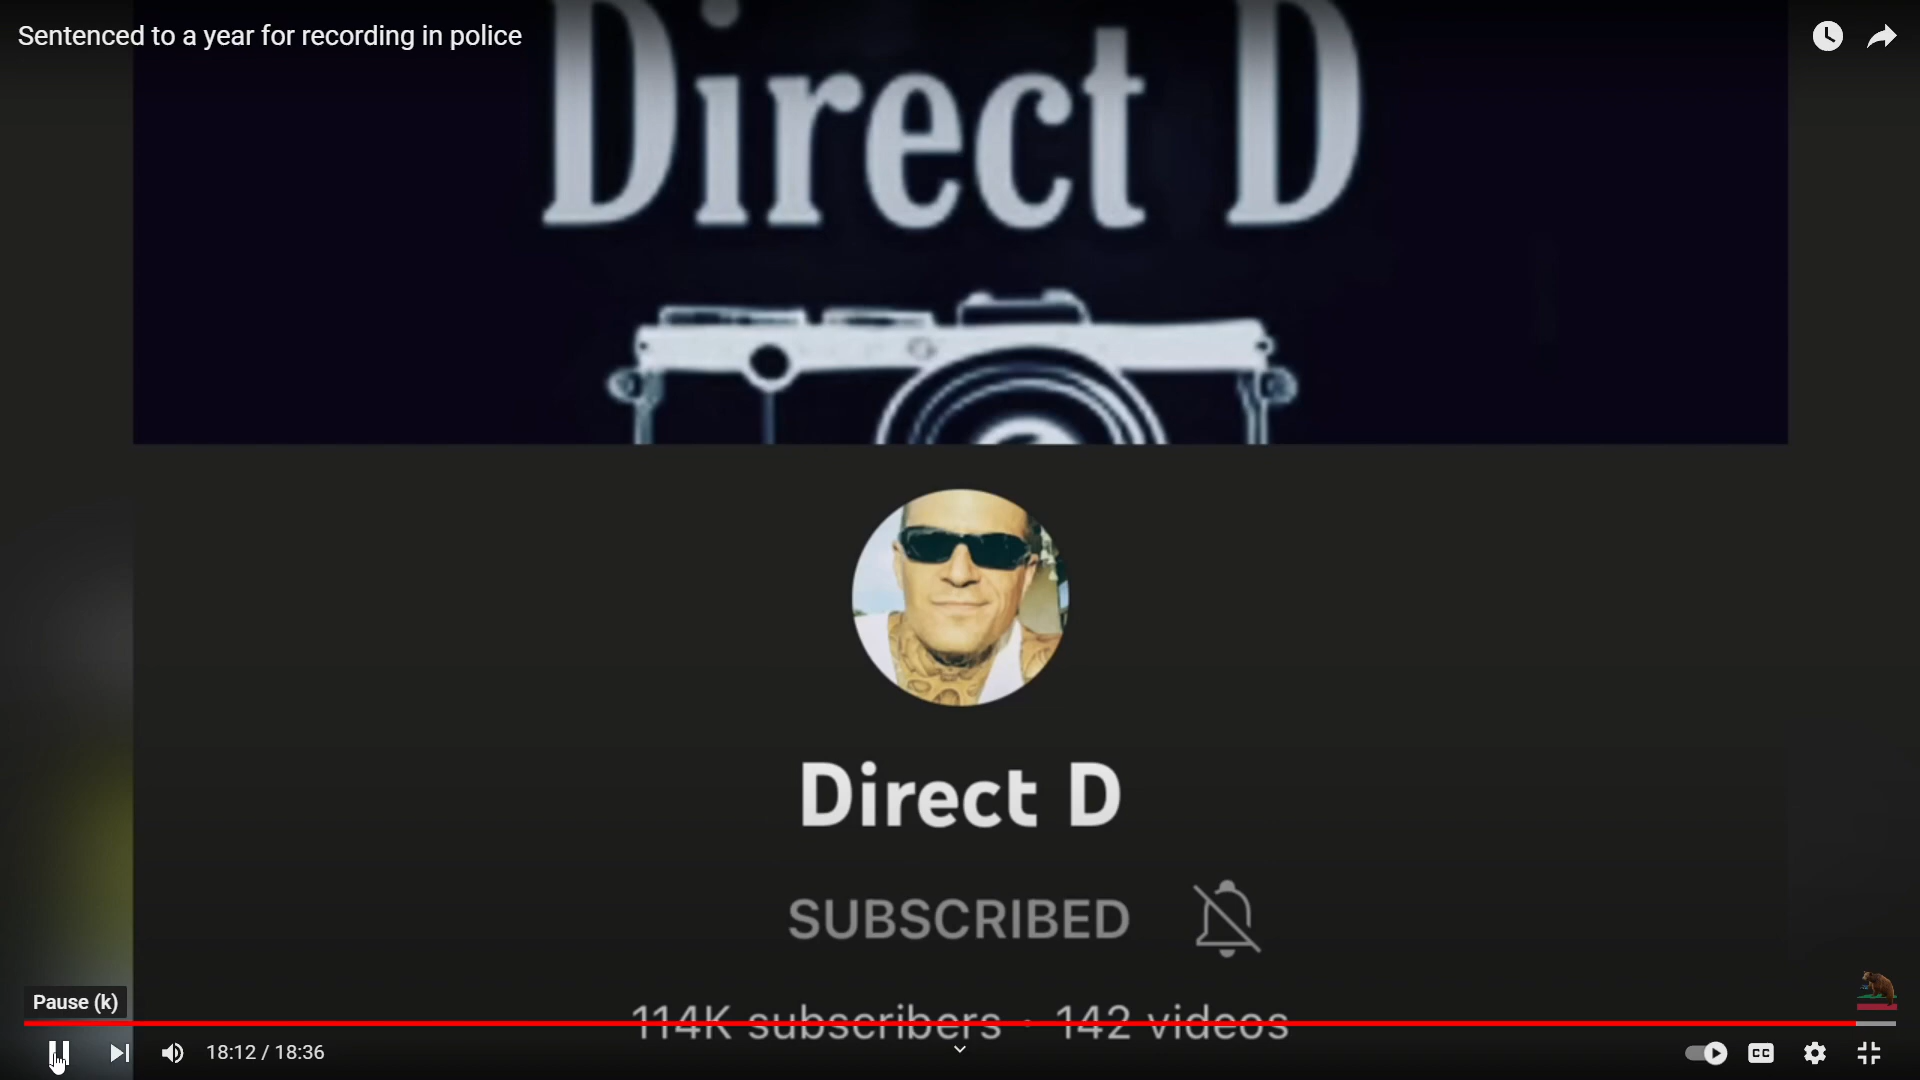 Sentenced to a year for recording in police
Direct D
Direct D
SUBSCRIBED
114K subscribers · 142 videos
Pause (k)
18:12 / 18:36
CC